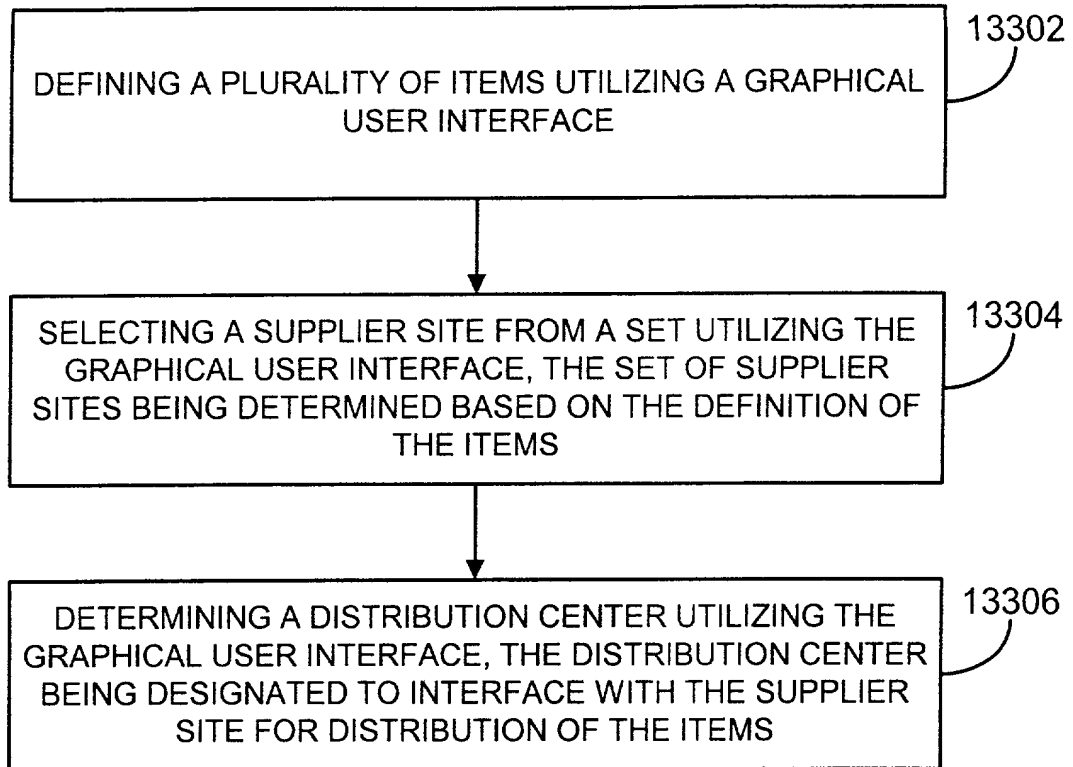 13302
DEFINING A PLURALITY OF ITEMS UTILIZING A GRAPHICAL
USER INTERFACE
13304
SELECTING A SUPPLIER SITE FROM A SET UTILIZING THE
GRAPHICAL USER INTERFACE, THE SET OF SUPPLIER
SITES BEING DETERMINED BASED ON THE DEFINITION OF
THE ITEMS
13306
DETERMINING A DISTRIBUTION CENTER UTILIZING THE
GRAPHICAL USER INTERFACE, THE DISTRIBUTION CENTER
BEING DESIGNATED TO INTERFACE WITH THE SUPPLIER
SITE FOR DISTRIBUTION OF THE ITEMS